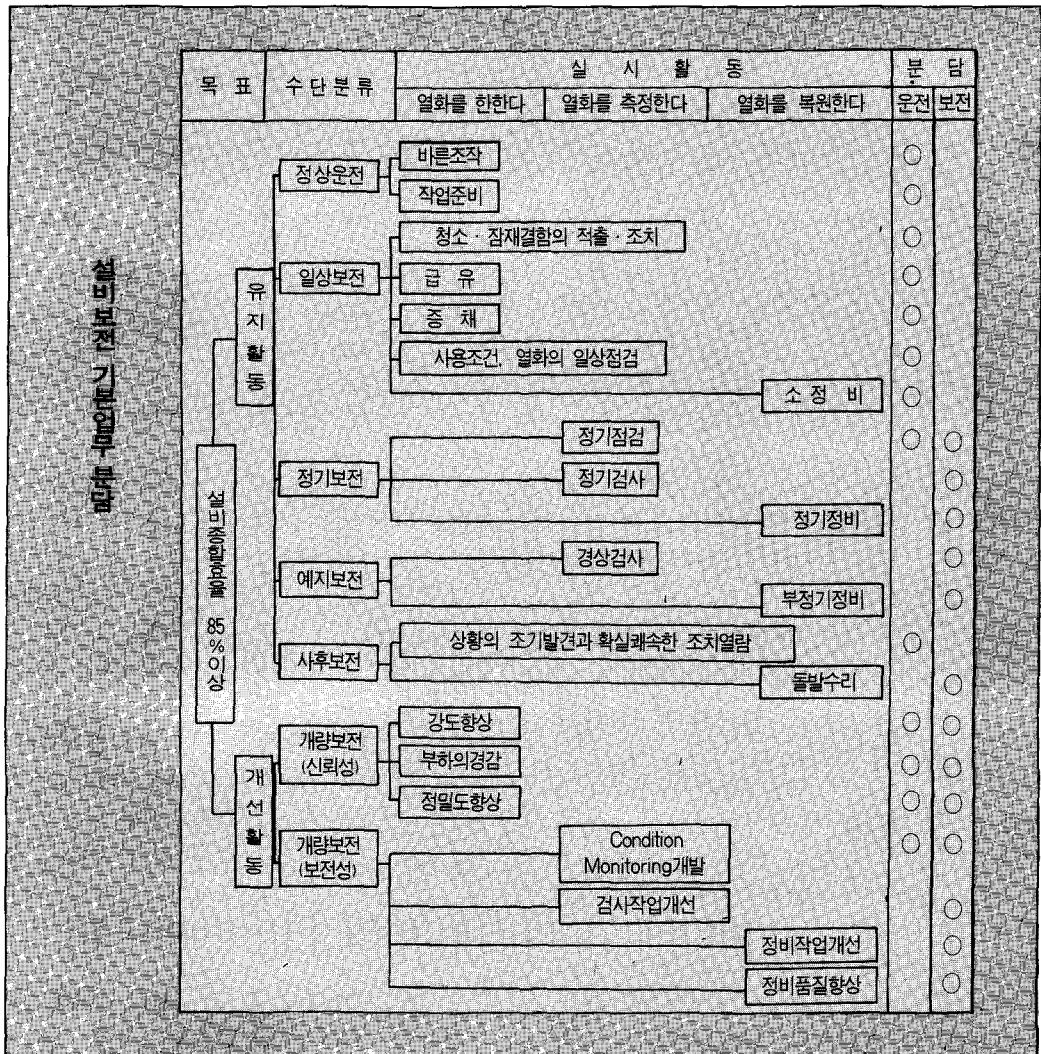 설비보전 기본업무 분담
목 표
수 단 분 류
실 시 활 동
분 담
열화를 한한다
열화를 측정한다
열화를 복원한다
운전
보전
설비종합효율 85%이상
유지활동
정상운전
바른조작
작업준비
일상보전
청소 · 잠재결함의 적출 · 조치
급 유
증 채
사용조건, 열화의 일상점검
소 정 비
정기보전
정기점검
정기검사
정기정비
예지보전
경상검사
부정기정비
사후보전
상황의 조기발견과 확실쾌속한 조치열람
돌발수리
개선활동
개량보전
(신뢰성)
강도향상
부하의경감
정밀도향상
개량보전
(보전성)
Condition
Monitoring개발
검사작업개선
정비작업개선
정비품질향상